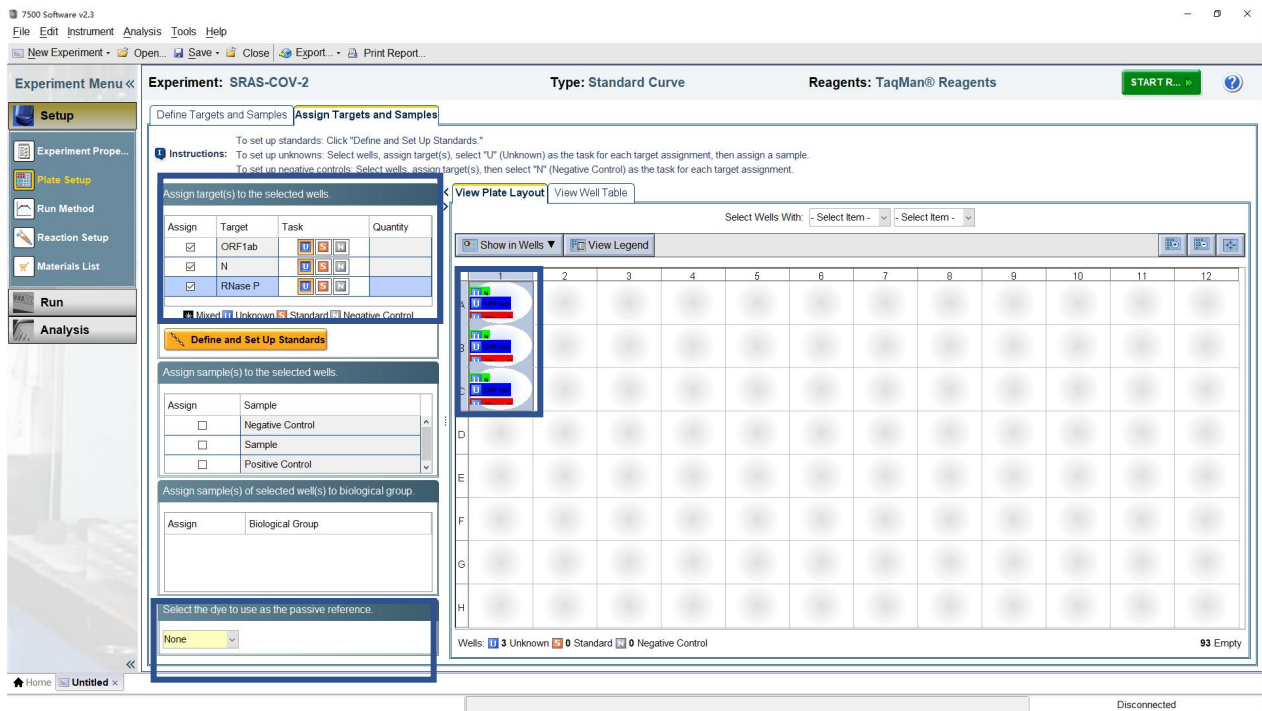 7500 Software v2.3
File Edit Instrument Analysis Tools Help
New Experiment Open... Save Close Export... Print Report...
Experiment Menu «
Experiment: SRAS-COV-2 Type: Standard Curve Reagents: TaqMan® Reagents START R... »
Setup
Experiment Prope...
Plate Setup
Run Method
Reaction Setup
Materials List
Run
Analysis
Define Targets and Samples Assign Targets and Samples
Instructions: To set up standards: Click "Define and Set Up Standards."
To set up unknowns: Select wells, assign target(s), select "U" (Unknown) as the task for each target assignment, then assign a sample.
To set up negative controls: Select wells, assign target(s), then select "N" (Negative Control) as the task for each target assignment.
Assign target(s) to the selected wells.
Assign Target Task Quantity
ORF1ab U S N
N U S N
RNase P U S N
Mixed U Unknown S Standard N Negative Control
Define and Set Up Standards
Assign sample(s) to the selected wells.
Assign Sample
Negative Control
Sample
Positive Control
Assign sample(s) of selected well(s) to biological group.
Assign Biological Group
Select the dye to use as the passive reference.
None
View Plate Layout View Well Table
Select Wells With: - Select Item - - Select Item -
Show in Wells ▼ View Legend
1 2 3 4 5 6 7 8 9 10 11 12
A U N
U
U
B U N
U
U
C U N
U
U
D
E
F
G
H
Wells: U 3 Unknown S 0 Standard N 0 Negative Control 93 Empty
Home Untitled ×
Disconnected